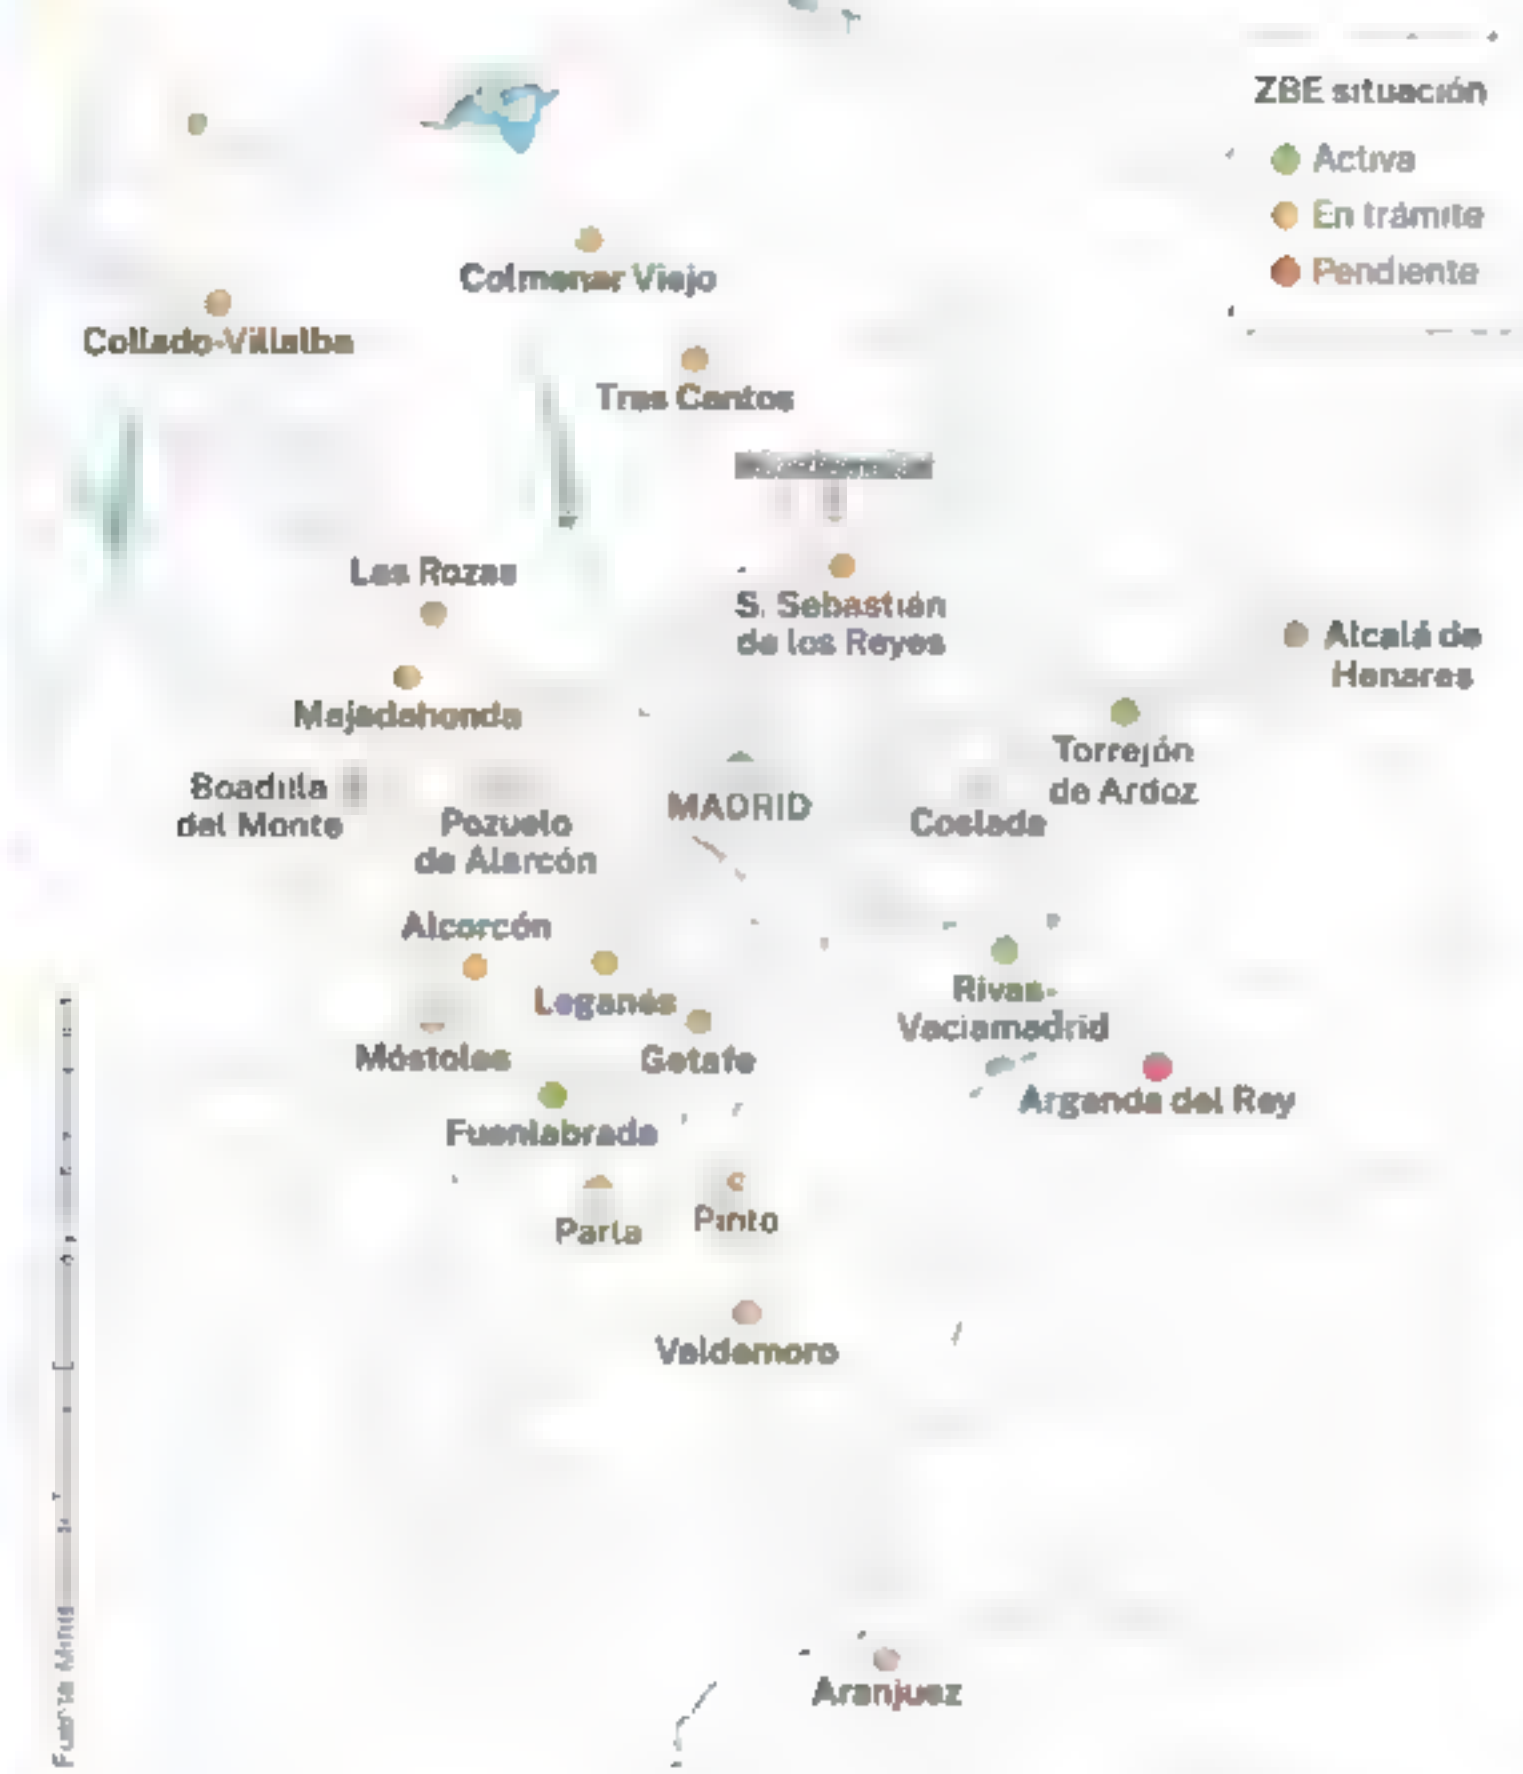 ZBE situación
Activa
En trámite
Pendiente
Colmenar Viejo
Collado-Villalba
Tres Cantos
Las Rozas
S. Sebastián
de los Reyes
Alcalá de
Henares
Majadahonda
Torrejón
de Ardoz
Boadilla
del Monte
Pozuelo
de Alarcón
MADRID
Coslada
Alcorcón
Leganés
Rivas-
Vaciamadrid
Móstoles
Getafe
Arganda del Rey
Fuenlabrada
Parla
Pinto
Valdemoro
Aranjuez